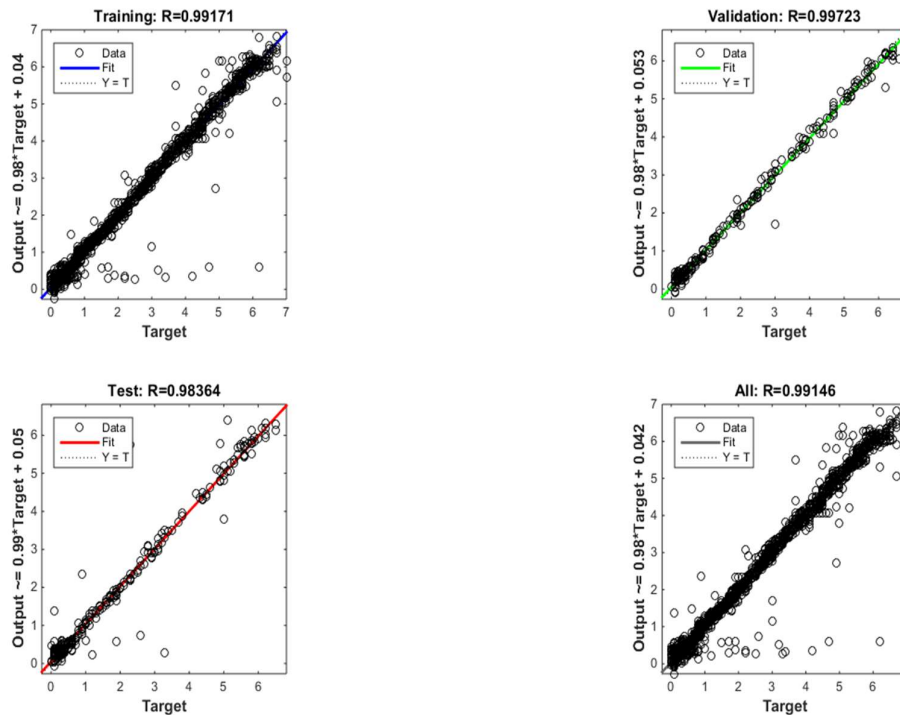 Training: R=0.99171
Output ~= 0.98*Target + 0.04
7
6
5
4
3
2
1
0
Data
Fit
Y = T
0 1 2 3 4 5 6 7
Target
Validation: R=0.99723
Output ~= 0.98*Target + 0.053
6
5
4
3
2
1
0
Data
Fit
Y = T
0 1 2 3 4 5 6
Target
Test: R=0.98364
Output ~= 0.99*Target + 0.05
6
5
4
3
2
1
0
Data
Fit
Y = T
0 1 2 3 4 5 6
Target
All: R=0.99146
Output ~= 0.98*Target + 0.042
7
6
5
4
3
2
1
0
Data
Fit
Y = T
0 1 2 3 4 5 6
Target